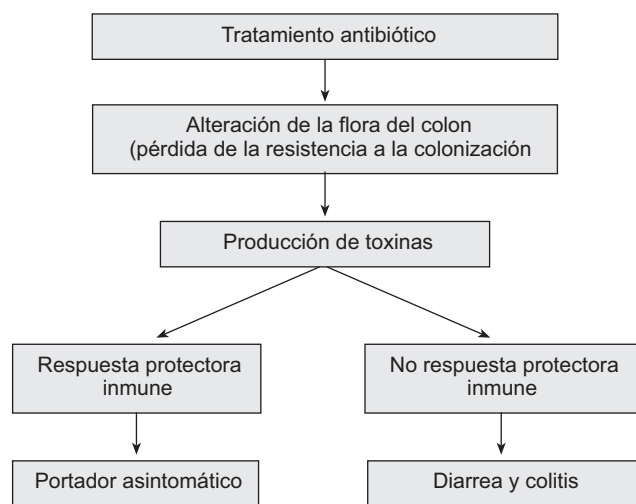 Tratamiento antibiótico
Alteración de la flora del colon
(pérdida de la resistencia a la colonización
Producción de toxinas
Respuesta protectora
inmune
No respuesta protectora
inmune
Portador asintomático
Diarrea y colitis